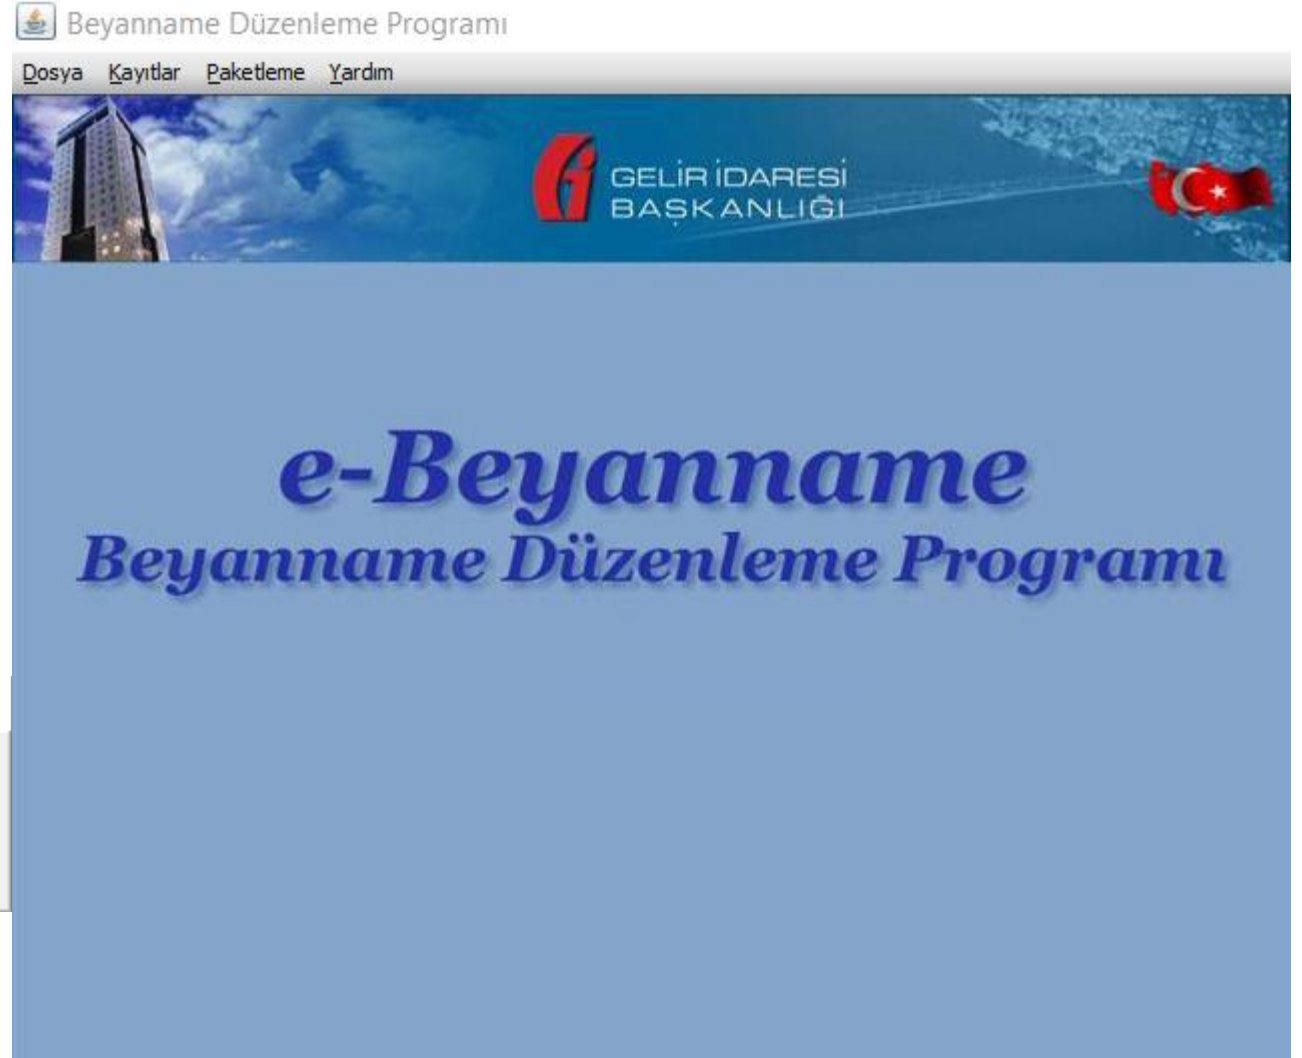 Beyanname Düzenleme Programı
Dosya Kayıtlar Paketleme Yardım
GELİR İDARESİ
BAŞKANLIĞI
e-Beyanname
Beyanname Düzenleme Programı